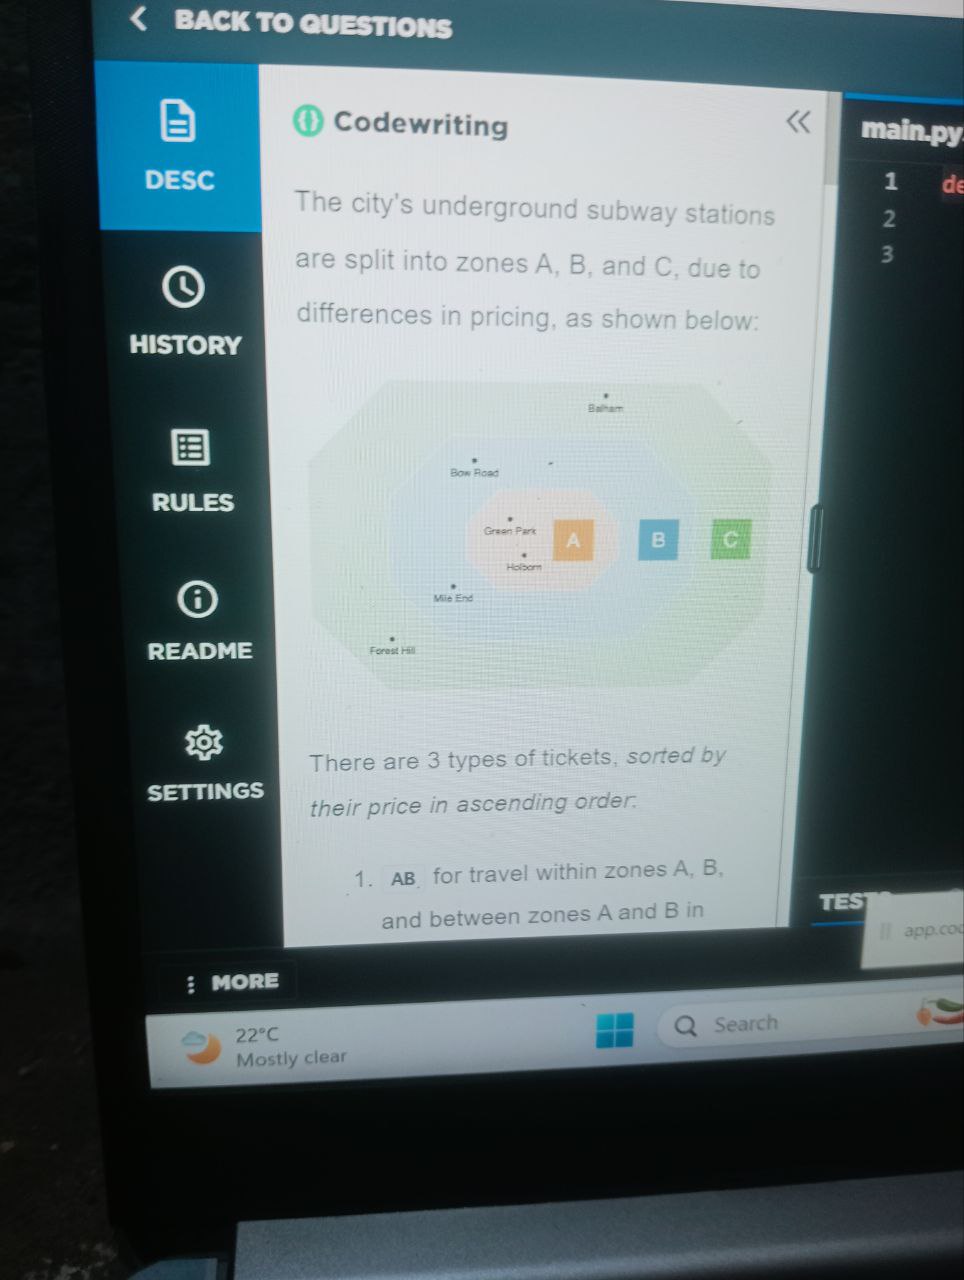 BACK TO QUESTIONS
DESC
HISTORY
RULES
README
SETTINGS
MORE
Codewriting
The city's underground subway stations
are split into zones A, B, and C, due to
differences in pricing, as shown below:
Balham
Bow Road
Green Park
A
B
C
Holborn
Mile End
Forest Hill
There are 3 types of tickets, sorted by
their price in ascending order:
1. AB for travel within zones A, B,
and between zones A and B in
main.py
1 de
2
3
TESTS
app.coc
22°C
Mostly clear
Search